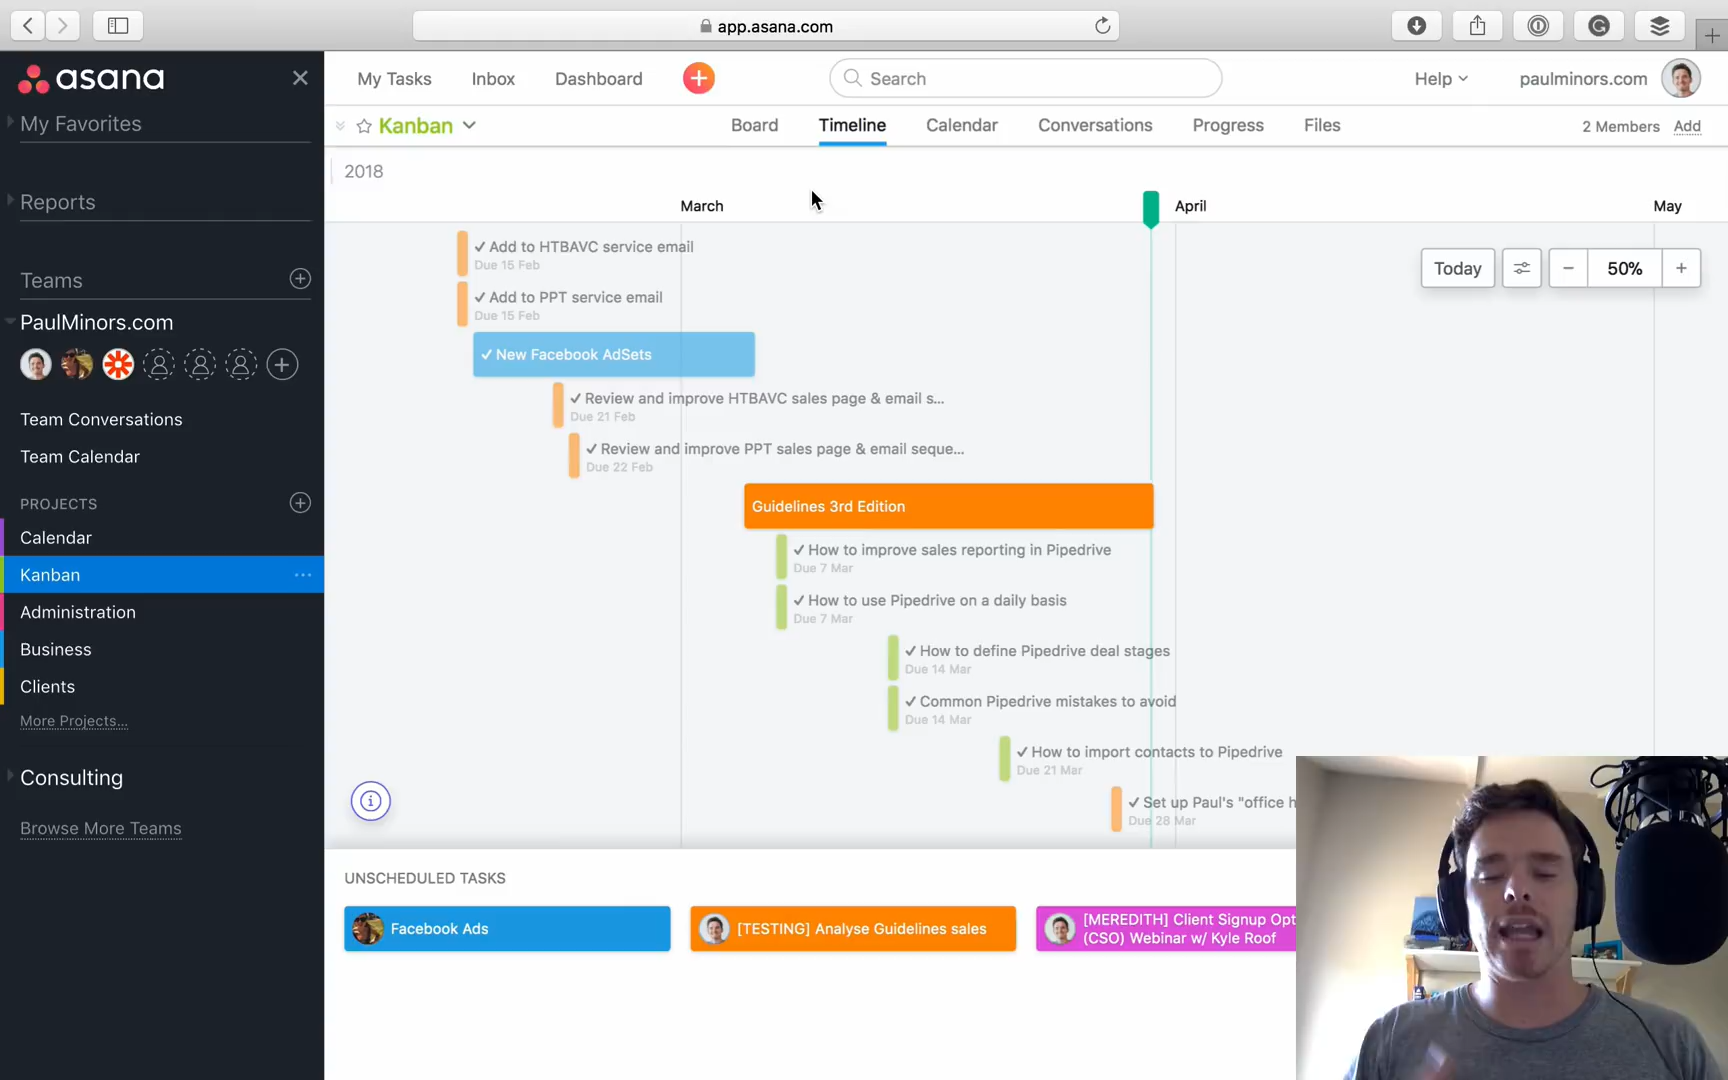 app.asana.com
asana
My Tasks
Inbox
Dashboard
Search
Help
paulminors.com
My Favorites
Reports
Teams
PaulMinors.com
Team Conversations
Team Calendar
PROJECTS
Calendar
Kanban
Administration
Business
Clients
More Projects...
Consulting
Browse More Teams
Kanban
Board
Timeline
Calendar
Conversations
Progress
Files
2 Members
Add
2018
March
April
May
Today
50%
✓ Add to HTBAVC service email
Due 15 Feb
✓ Add to PPT service email
Due 15 Feb
✓ New Facebook AdSets
✓ Review and improve HTBAVC sales page & email s...
Due 21 Feb
✓ Review and improve PPT sales page & email seque...
Due 22 Feb
Guidelines 3rd Edition
✓ How to improve sales reporting in Pipedrive
Due 7 Mar
✓ How to use Pipedrive on a daily basis
Due 7 Mar
✓ How to define Pipedrive deal stages
Due 14 Mar
✓ Common Pipedrive mistakes to avoid
Due 14 Mar
✓ How to import contacts to Pipedrive
Due 21 Mar
✓ Set up Paul's "office h
Due 28 Mar
UNSCHEDULED TASKS
Facebook Ads
[TESTING] Analyse Guidelines sales
[MEREDITH] Client Signup Opt
(CSO) Webinar w/ Kyle Roof